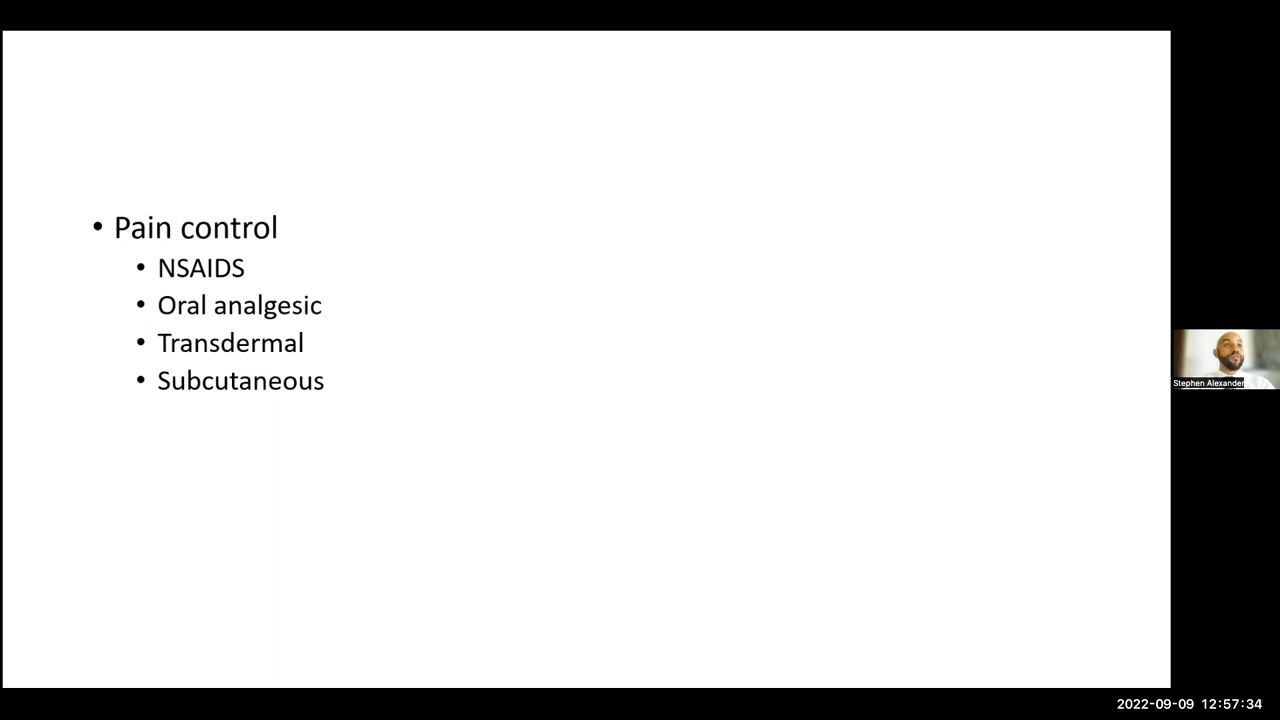 • Pain control
• NSAIDS
• Oral analgesic
• Transdermal
• Subcutaneous
Stephen Alexander
2022-09-09 12:57:34